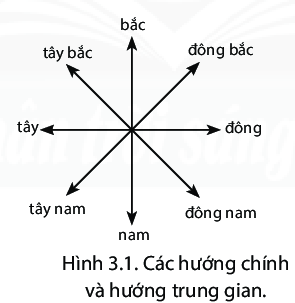 bắc
tây bắc
đông bắc
tây
đông
tây nam
đông nam
nam
Hình 3.1. Các hướng chính
và hướng trung gian.